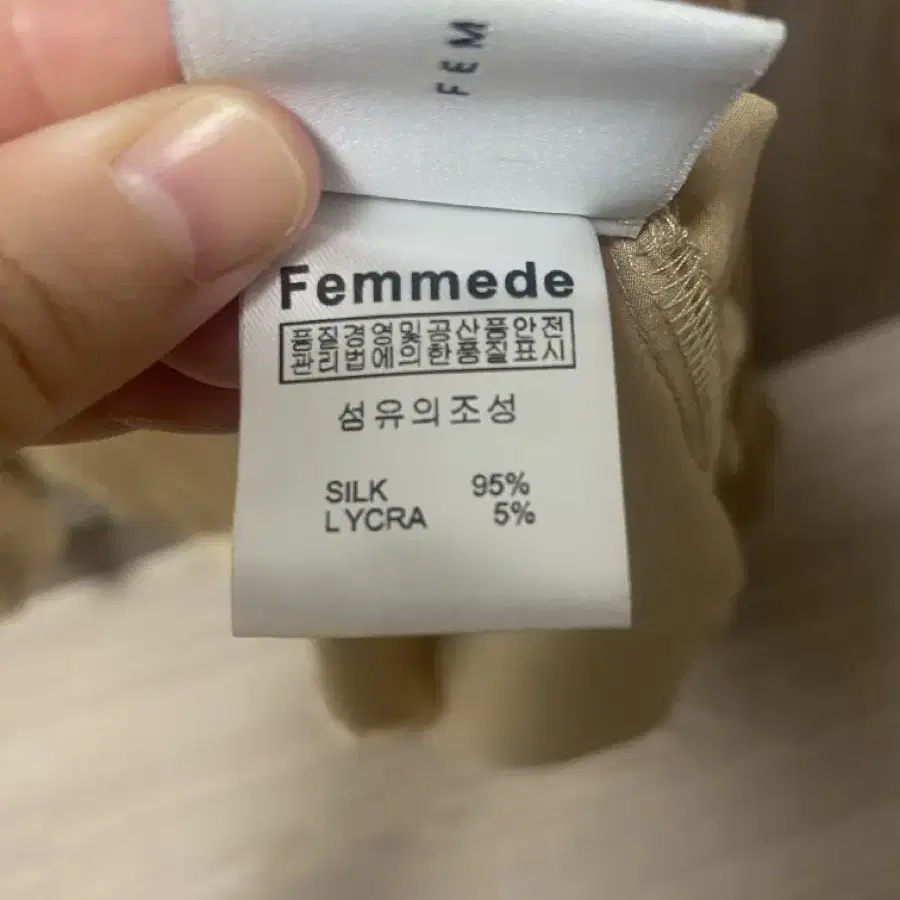 FEM
Femmede
품질경영및공산품안전
관리법에의한품질표시
섬유의조성
SILK 95%
LYCRA 5%